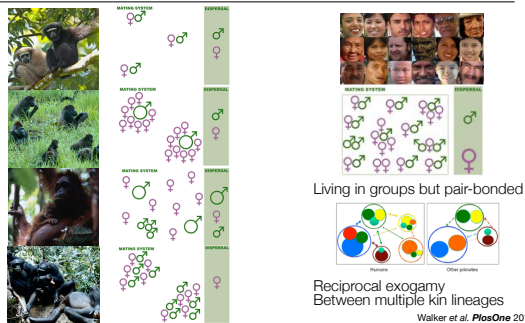 MATING SYSTEM
DISPERSAL
MATING SYSTEM
DISPERSAL
MATING SYSTEM
DISPERSAL
MATING SYSTEM
DISPERSAL
MATING SYSTEM
DISPERSAL
Living in groups but pair-bonded
Humans
Other primates
Reciprocal exogamy
Between multiple kin lineages
Walker et al. PlosOne 20